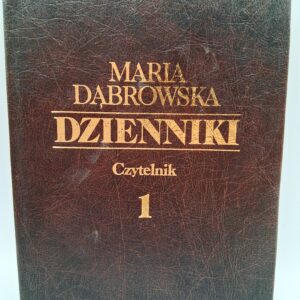 MARIA
DĄBROWSKA
DZIENNIKI
Czytelnik
1